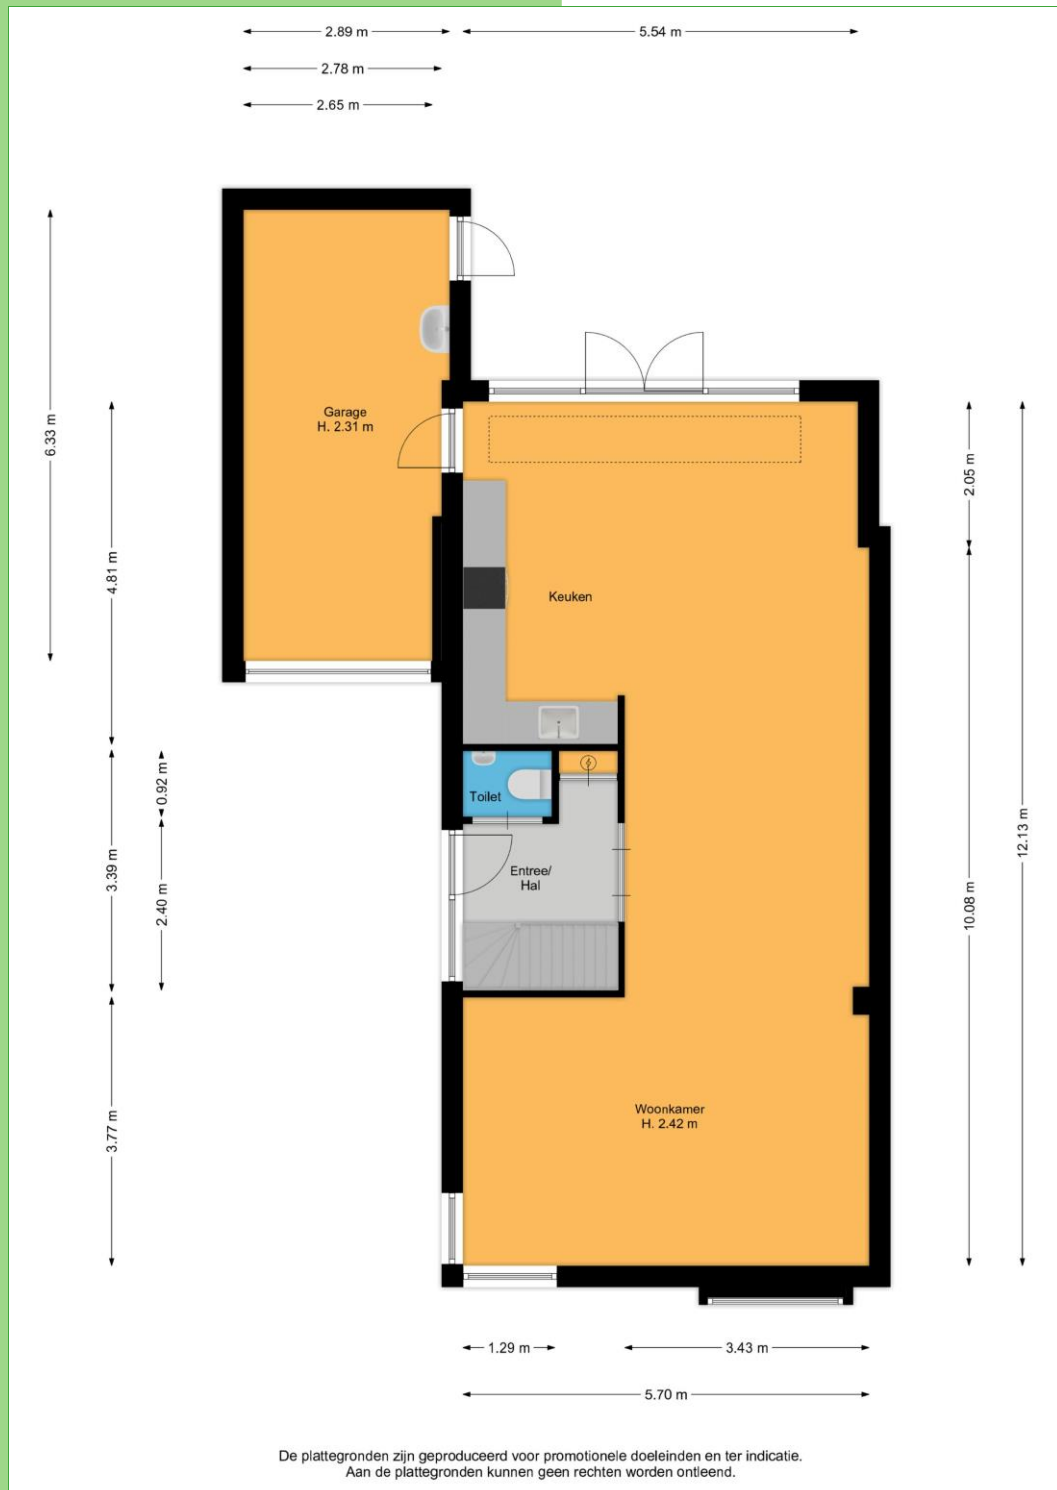 2.89 m
5.54 m
2.78 m
2.65 m
6.33 m
Garage
H. 2.31 m
2.05 m
4.81 m
Keuken
0.92 m
Toilet
12.13 m
3.39 m
Entree/
Hal
2.40 m
10.08 m
3.77 m
Woonkamer
H. 2.42 m
1.29 m
3.43 m
5.70 m
De plattegronden zijn geproduceerd voor promotionele doeleinden en ter indicatie.
Aan de plattegronden kunnen geen rechten worden ontleend.